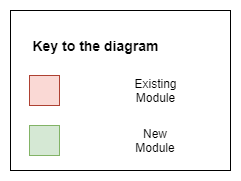 Key to the diagram
Existing
Module
New
Module